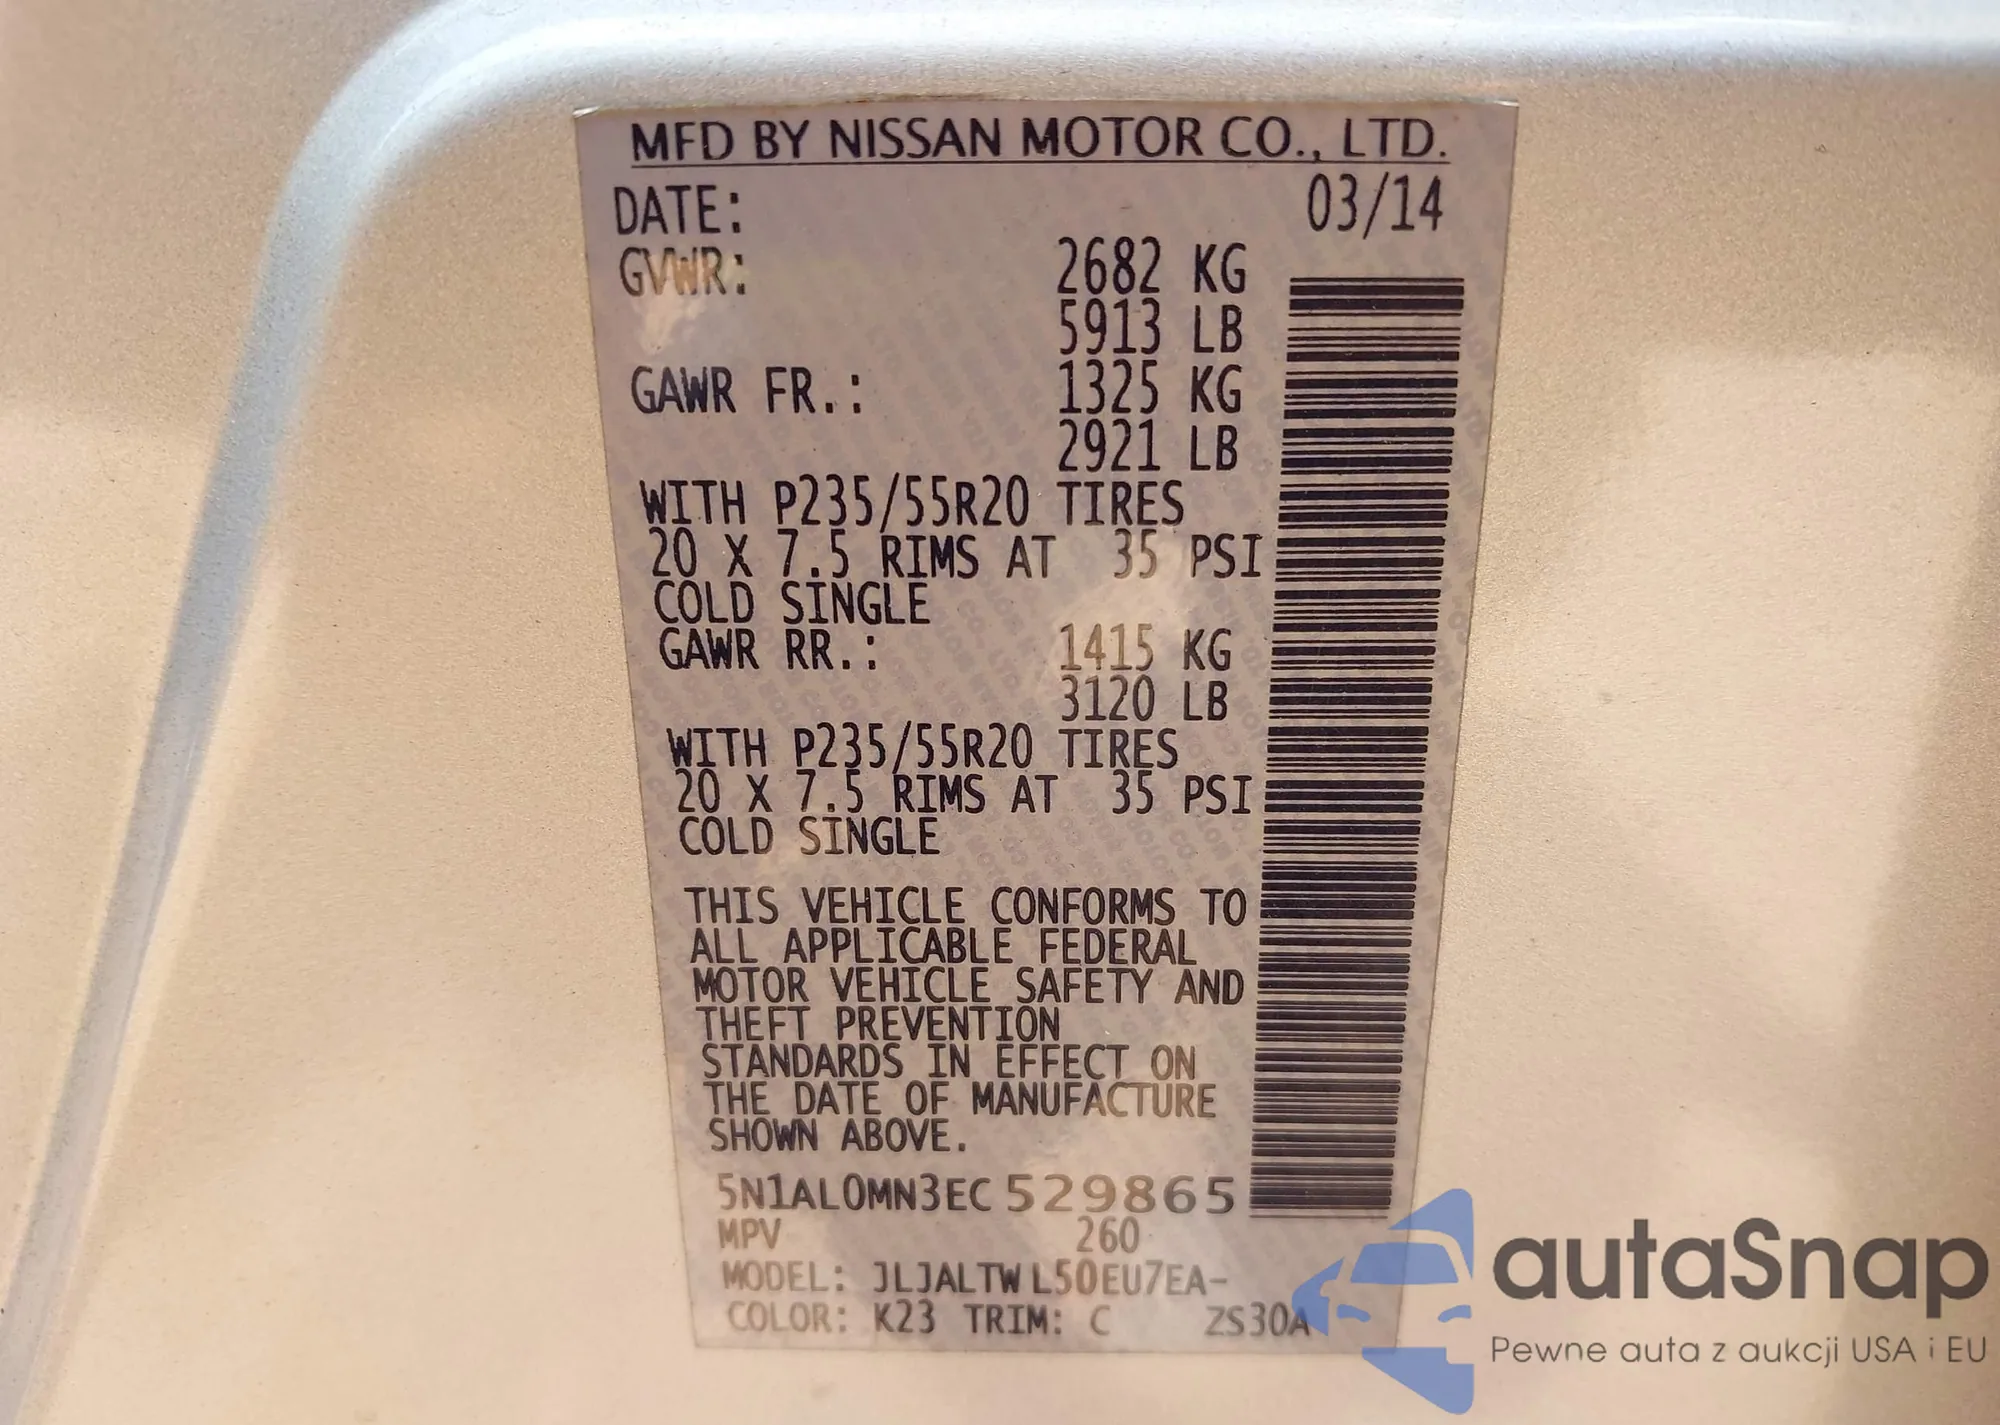 MFD BY NISSAN MOTOR CO., LTD.
DATE: 03/14
GVWR: 2682 KG
5913 LB
GAWR FR.: 1325 KG
2921 LB
WITH P235/55R20 TIRES
20 X 7.5 RIMS AT 35 PSI
COLD SINGLE
GAWR RR.: 1415 KG
3120 LB
WITH P235/55R20 TIRES
20 X 7.5 RIMS AT 35 PSI
COLD SINGLE
THIS VEHICLE CONFORMS TO
ALL APPLICABLE FEDERAL
MOTOR VEHICLE SAFETY AND
THEFT PREVENTION
STANDARDS IN EFFECT ON
THE DATE OF MANUFACTURE
SHOWN ABOVE.
5N1AL0MN3EC529865
MPV 260
MODEL: JLJALTWL50EU7EA-
COLOR: K23 TRIM: C ZS30A
autaSnap
Pewne auta z aukcji USA i EU